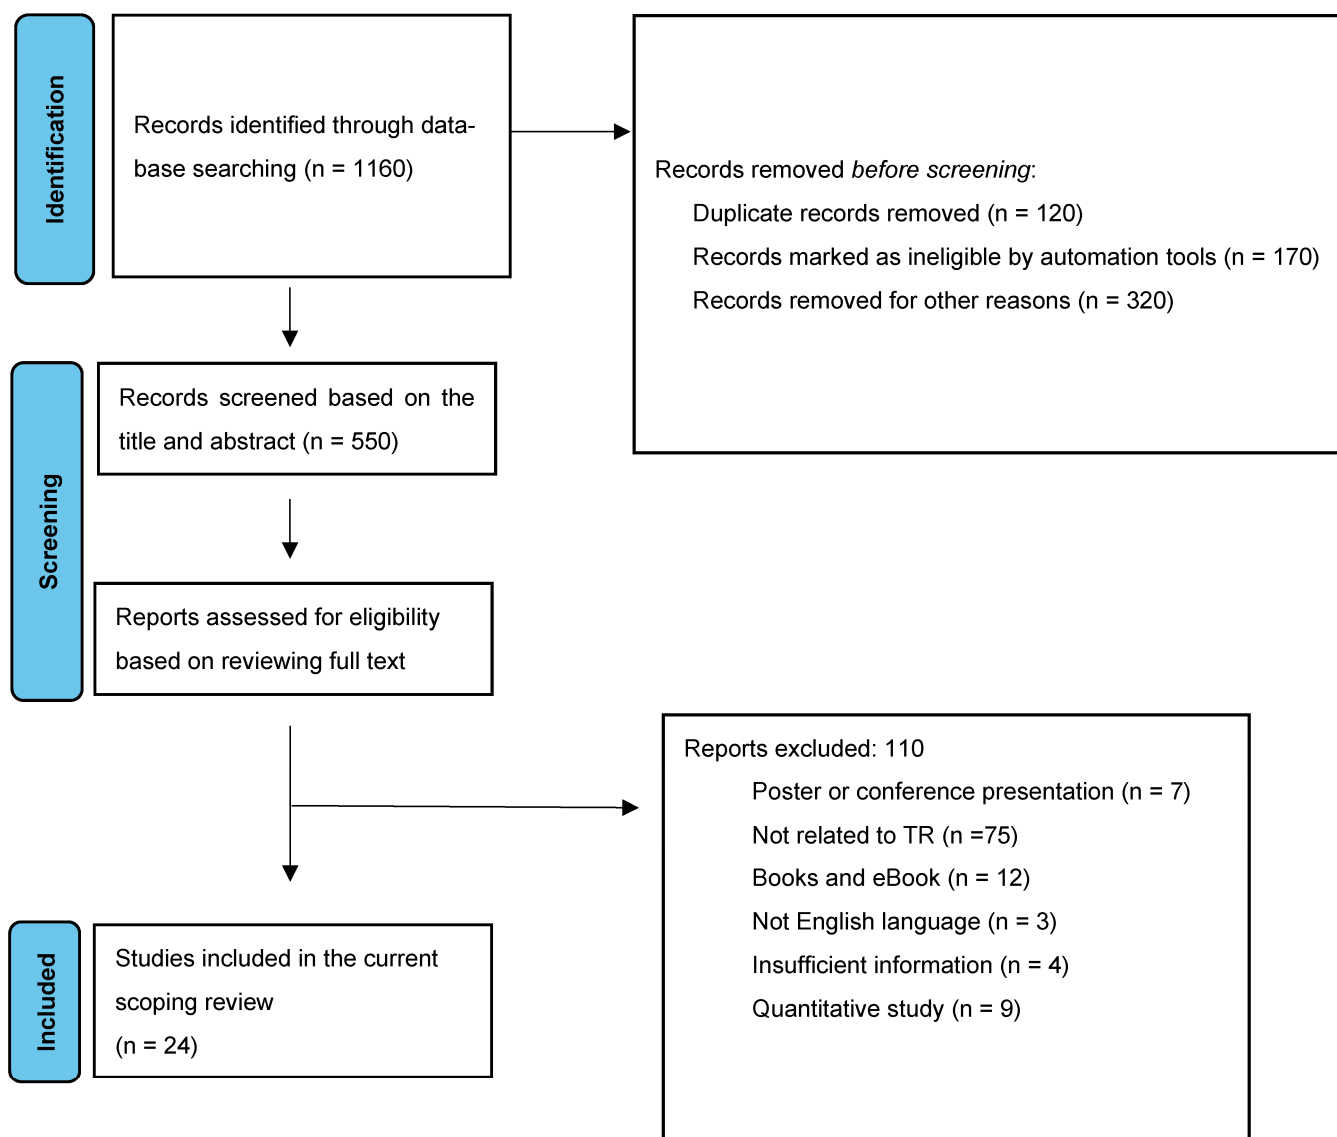 Identification
Records identified through data-
base searching (n = 1160)
Records removed before screening:
Duplicate records removed (n = 120)
Records marked as ineligible by automation tools (n = 170)
Records removed for other reasons (n = 320)
Screening
Records screened based on the
title and abstract (n = 550)
Reports assessed for eligibility
based on reviewing full text
Reports excluded: 110
Poster or conference presentation (n = 7)
Not related to TR (n =75)
Books and eBook (n = 12)
Not English language (n = 3)
Insufficient information (n = 4)
Quantitative study (n = 9)
Included
Studies included in the current
scoping review
(n = 24)